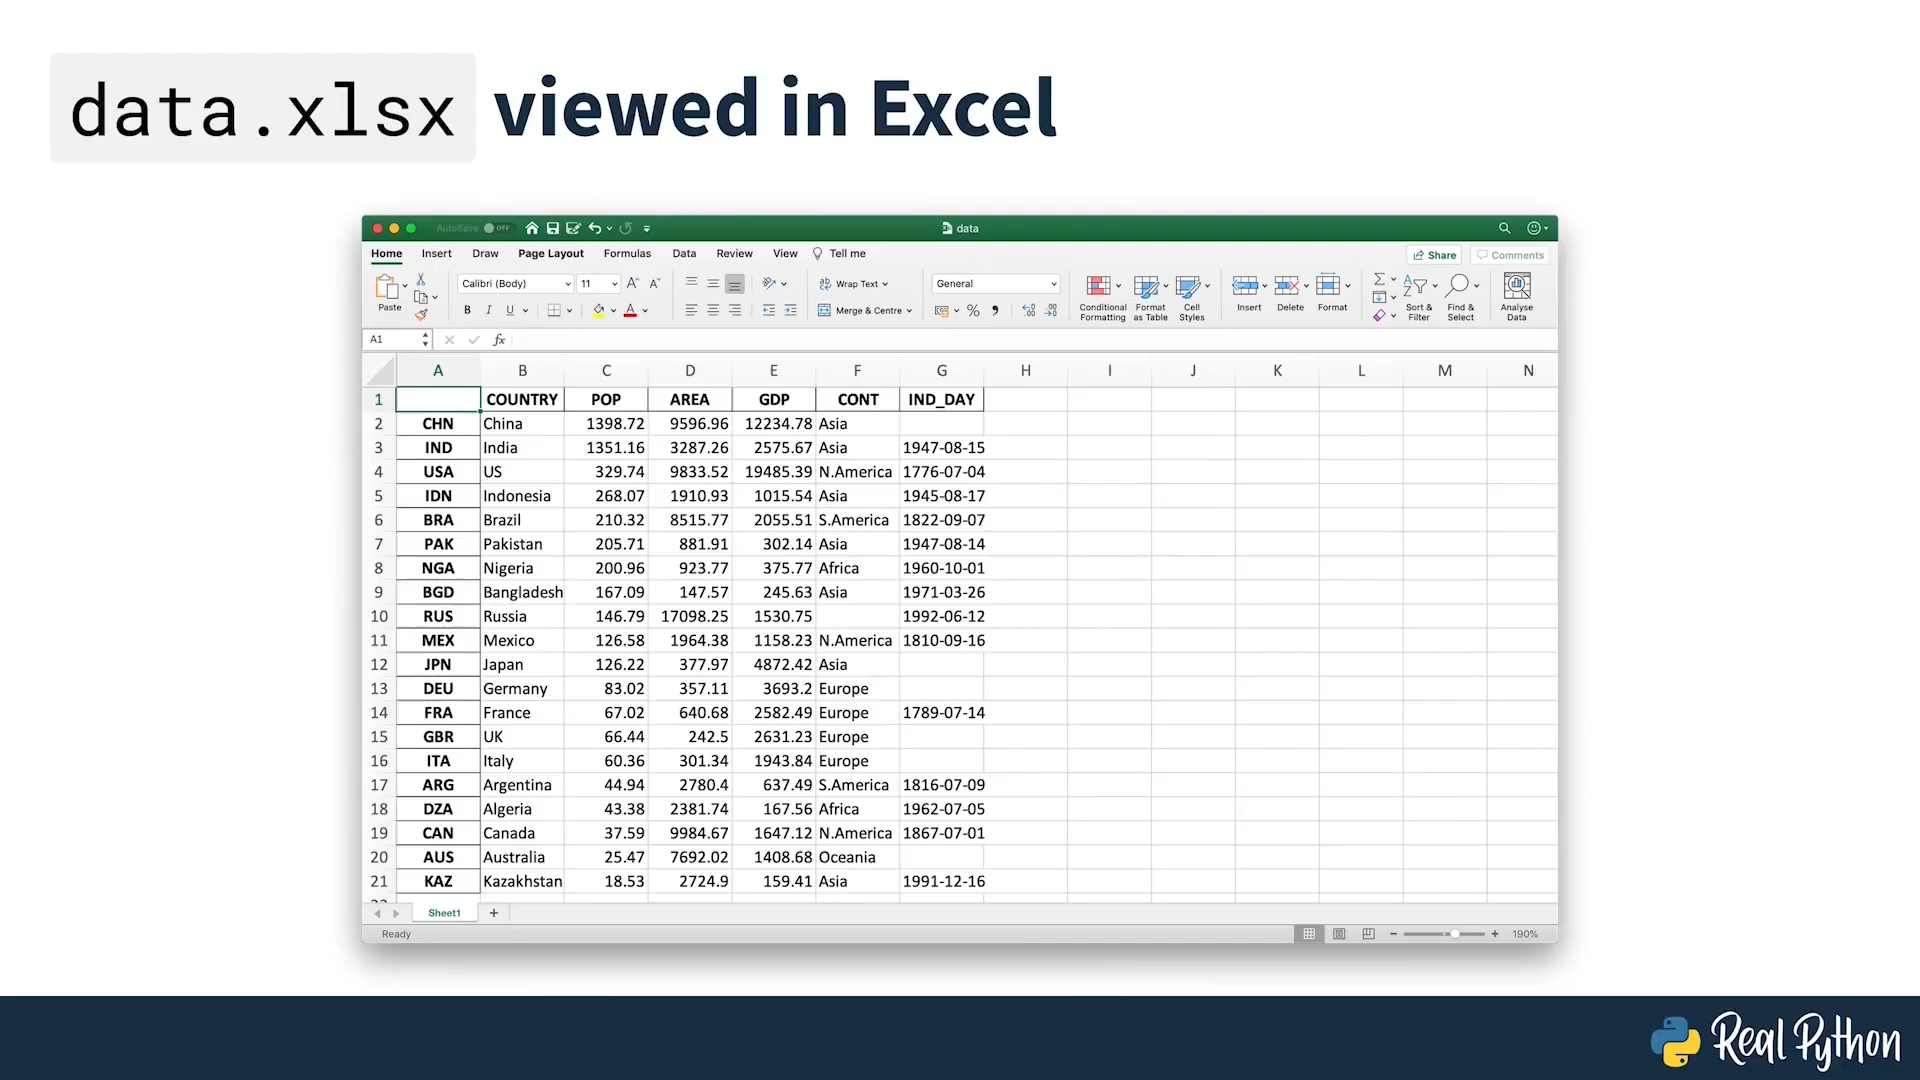 data.xlsx viewed in Excel
AutoSave OFF data
Home Insert Draw Page Layout Formulas Data Review View Tell me Share Comments
Paste Calibri (Body) 11 A^ A˅ Wrap Text General Conditional Formatting Format as Table Cell Styles Insert Delete Format Sort & Filter Find & Select Analyse Data
B I U A Merge & Centre %
A1 fx
A B C D E F G H I J K L M N
1 COUNTRY POP AREA GDP CONT IND_DAY
2 CHN China 1398.72 9596.96 12234.78 Asia
3 IND India 1351.16 3287.26 2575.67 Asia 1947-08-15
4 USA US 329.74 9833.52 19485.39 N.America 1776-07-04
5 IDN Indonesia 268.07 1910.93 1015.54 Asia 1945-08-17
6 BRA Brazil 210.32 8515.77 2055.51 S.America 1822-09-07
7 PAK Pakistan 205.71 881.91 302.14 Asia 1947-08-14
8 NGA Nigeria 200.96 923.77 375.77 Africa 1960-10-01
9 BGD Bangladesh 167.09 147.57 245.63 Asia 1971-03-26
10 RUS Russia 146.79 17098.25 1530.75 1992-06-12
11 MEX Mexico 126.58 1964.38 1158.23 N.America 1810-09-16
12 JPN Japan 126.22 377.97 4872.42 Asia
13 DEU Germany 83.02 357.11 3693.2 Europe
14 FRA France 67.02 640.68 2582.49 Europe 1789-07-14
15 GBR UK 66.44 242.5 2631.23 Europe
16 ITA Italy 60.36 301.34 1943.84 Europe
17 ARG Argentina 44.94 2780.4 637.49 S.America 1816-07-09
18 DZA Algeria 43.38 2381.74 167.56 Africa 1962-07-05
19 CAN Canada 37.59 9984.67 1647.12 N.America 1867-07-01
20 AUS Australia 25.47 7692.02 1408.68 Oceania
21 KAZ Kazakhstan 18.53 2724.9 159.41 Asia 1991-12-16
Sheet1 +
Ready 190%
Real Python